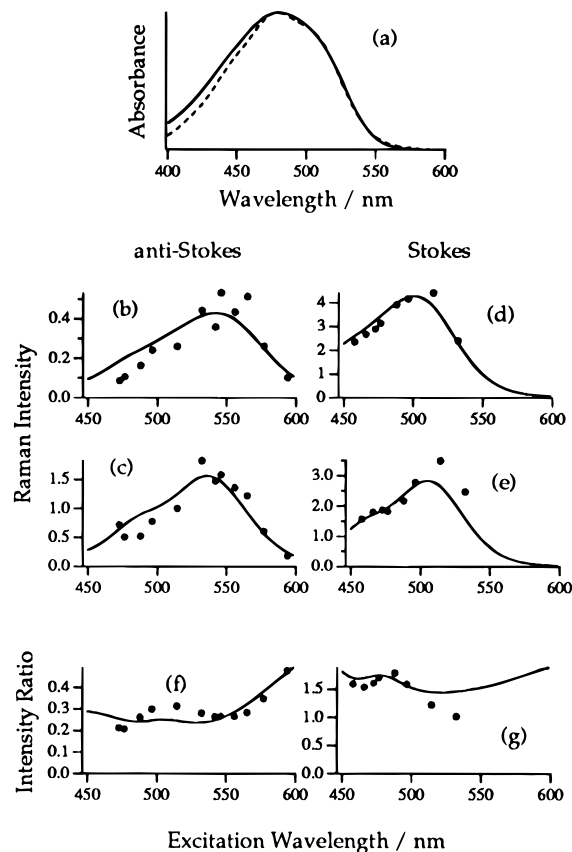 (a)
Absorbance
400 450 500 550 600
Wavelength / nm
anti-Stokes Stokes
Raman Intensity
(b)
0.4
0.2
0.0
450 500 550 600
(d)
4
3
2
1
0
450 500 550 600
(c)
1.5
1.0
0.5
0.0
450 500 550 600
(e)
3.0
2.0
1.0
0.0
450 500 550 600
Intensity Ratio
(f)
0.4
0.3
0.2
0.1
0.0
450 500 550 600
(g)
1.5
1.0
0.5
0.0
450 500 550 600
Excitation Wavelength / nm